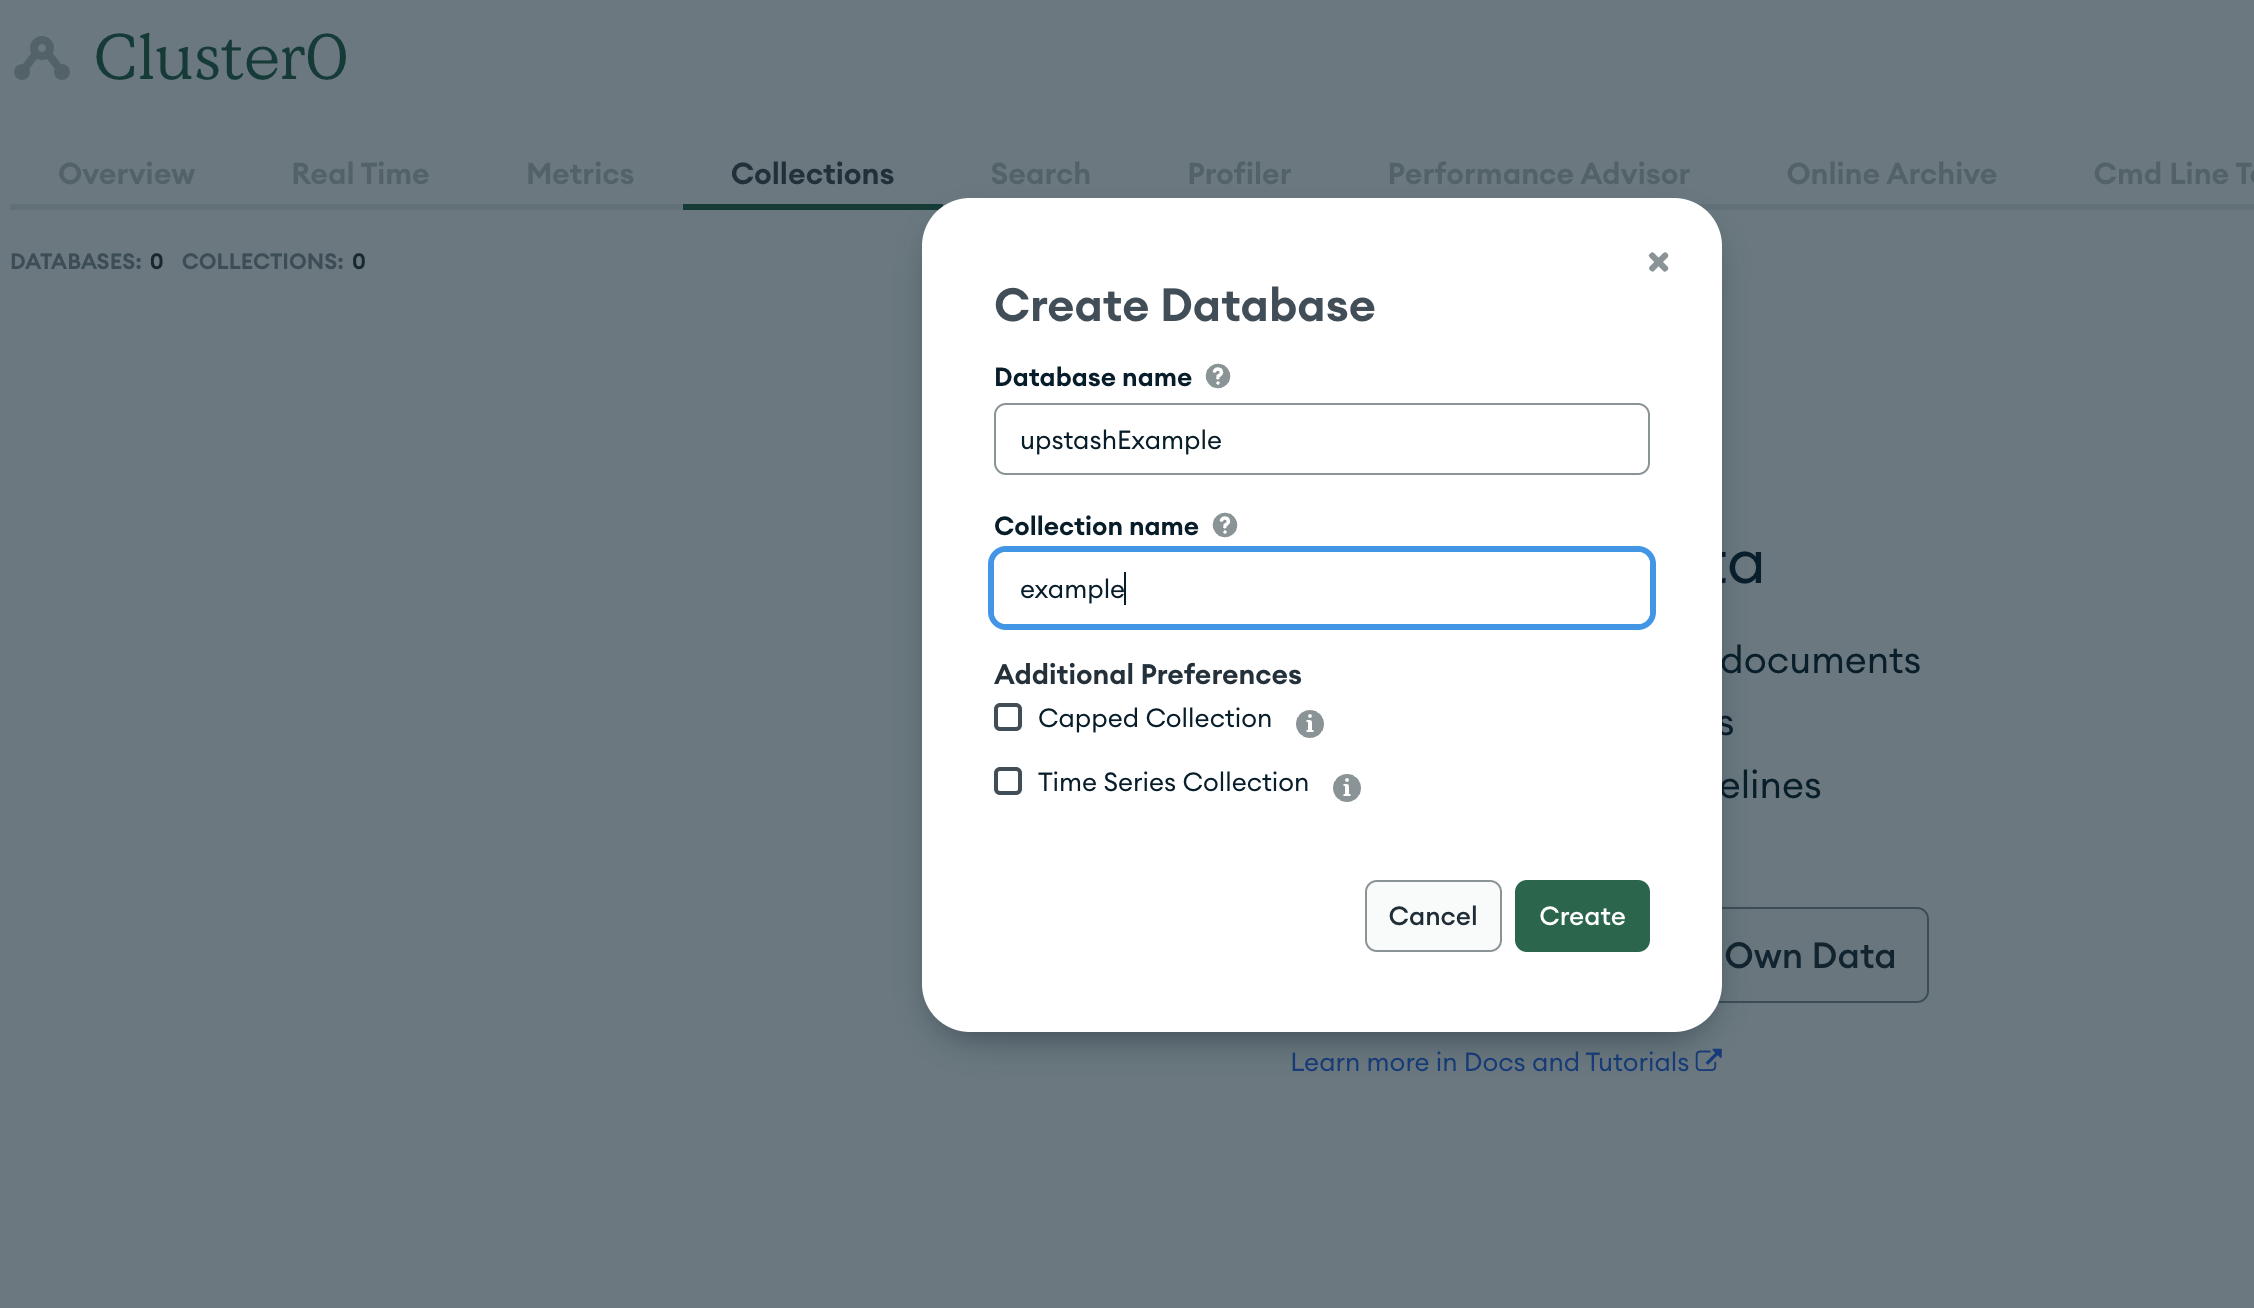 Cluster0
Overview Real Time Metrics Collections Search Profiler Performance Advisor Online Archive Cmd Line
DATABASES: 0 COLLECTIONS: 0
Create Database
Database name
upstashExample
Collection name
example
documents
Additional Preferences
Capped Collection
Time Series Collection
Cancel
Create
Own Data
Learn more in Docs and Tutorials